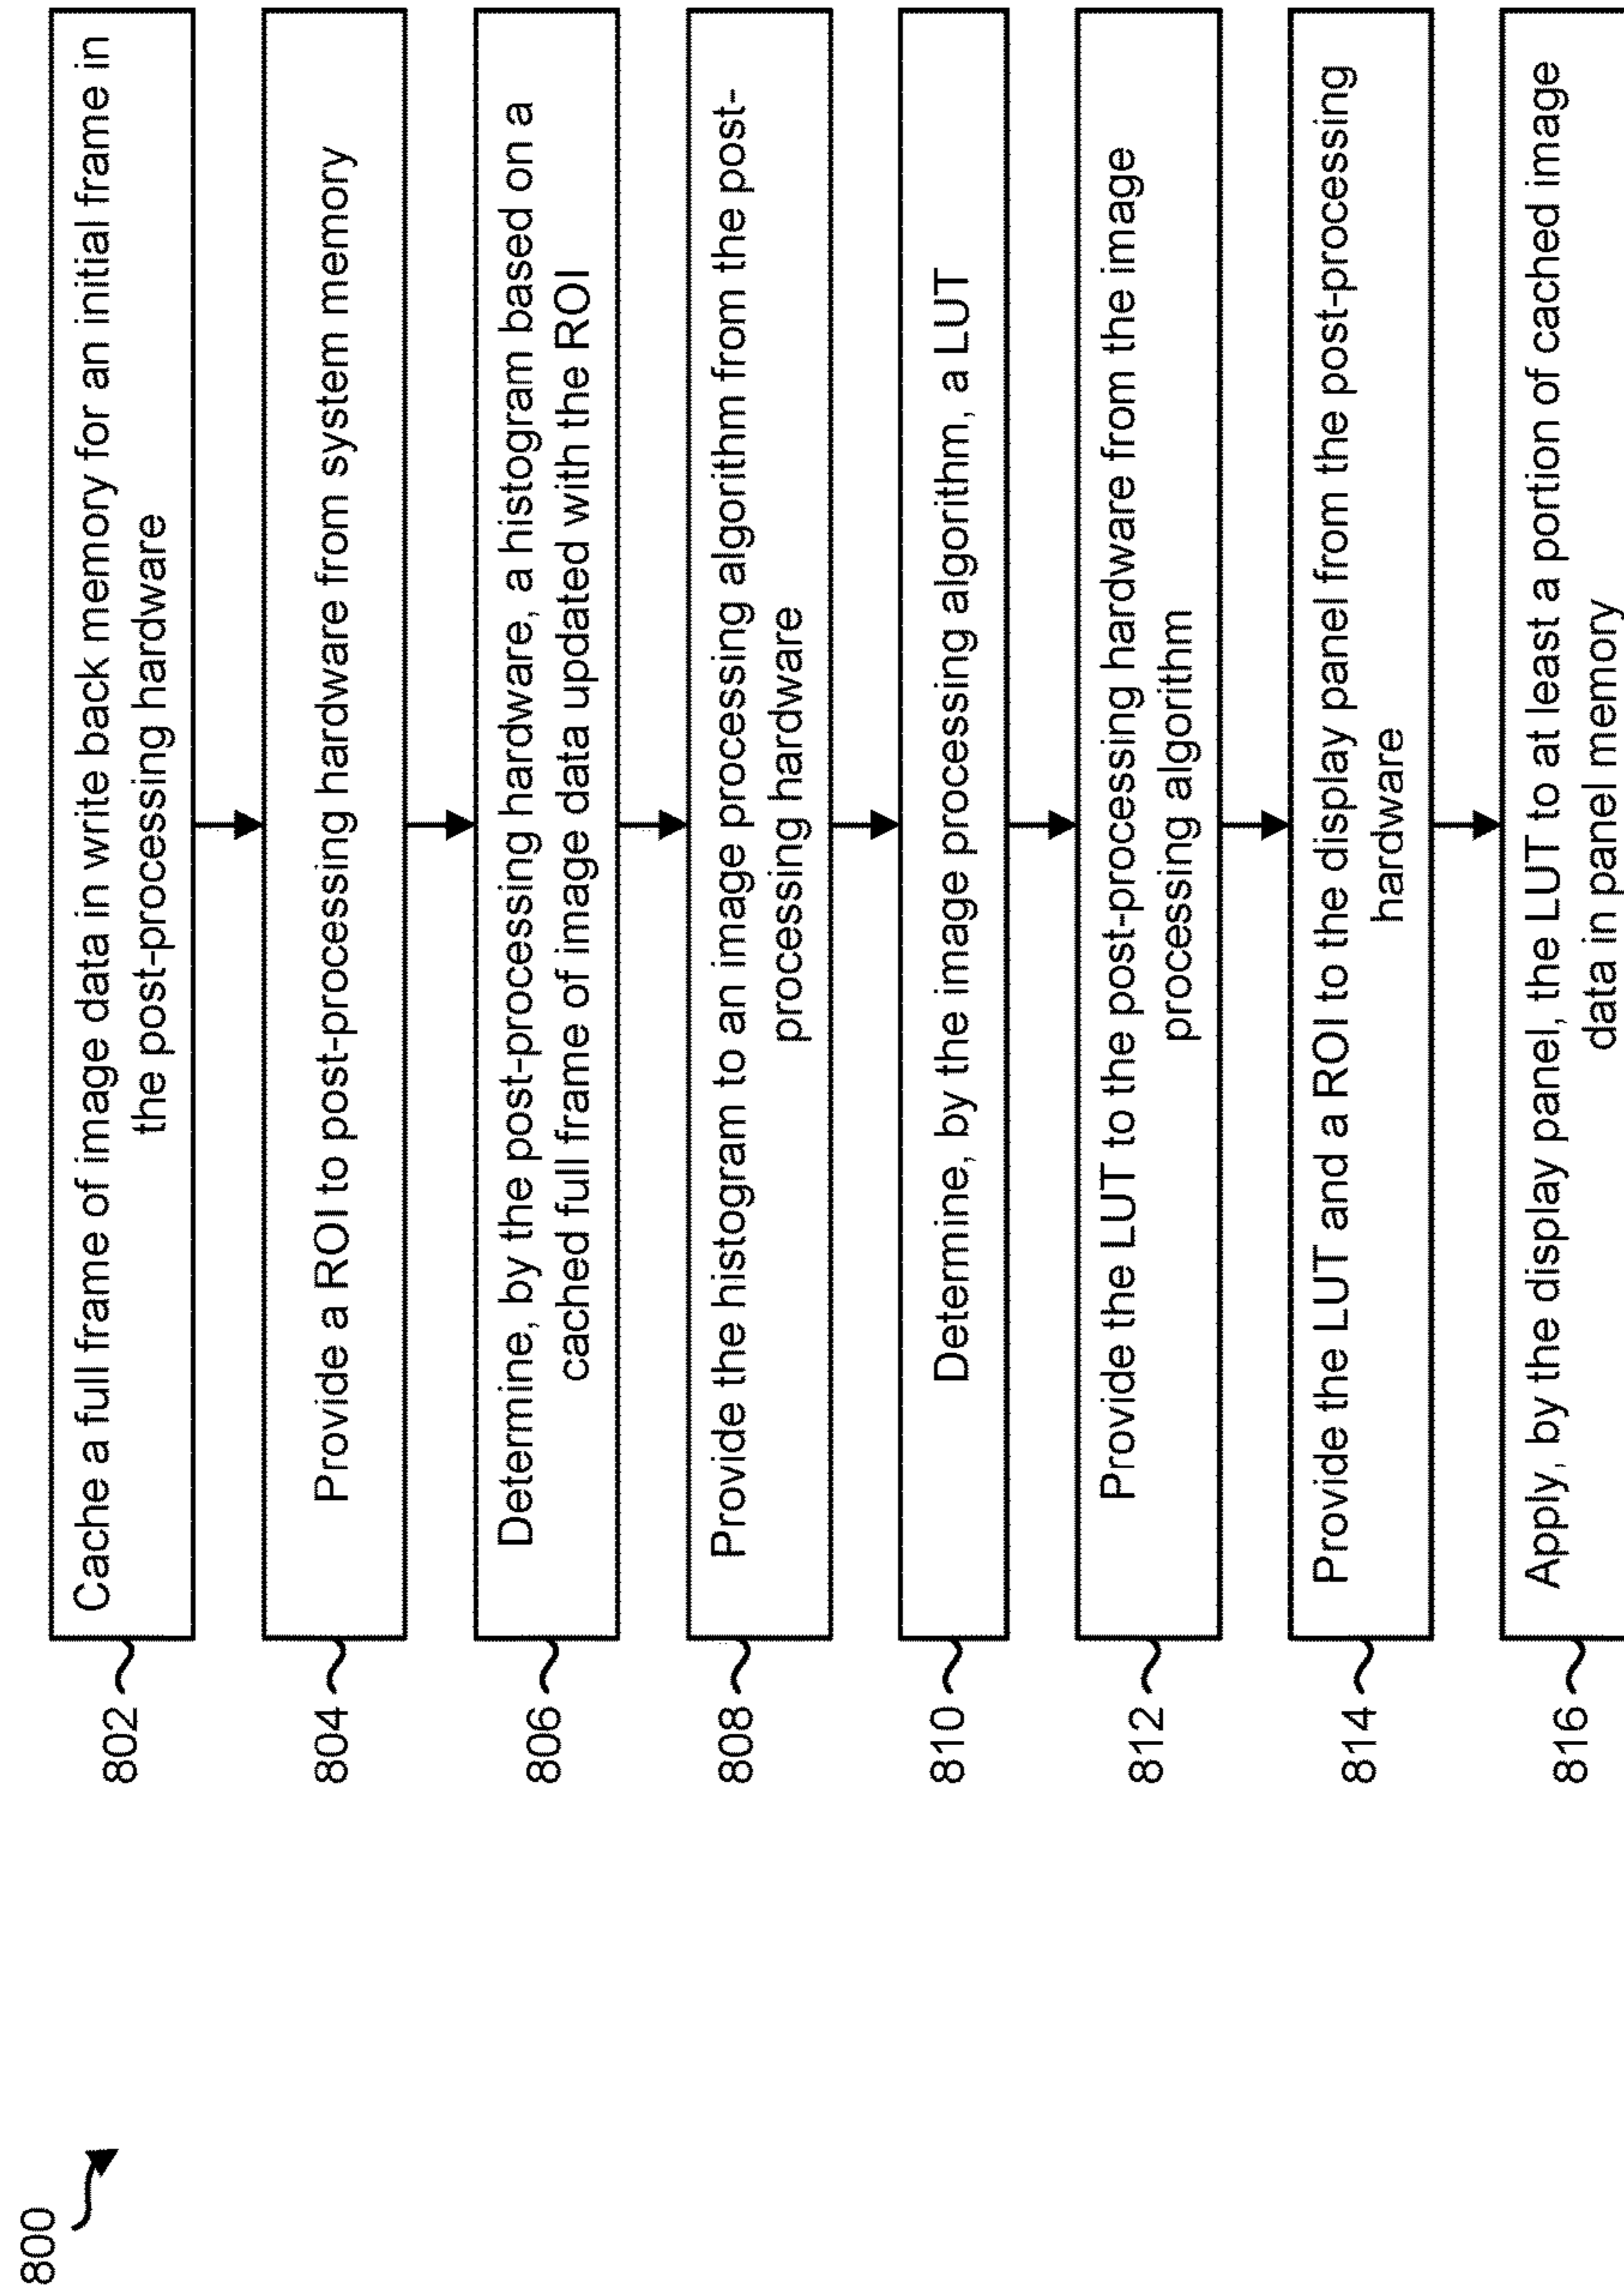 800
802
Cache a full frame of image data in write back memory for an initial frame in
the post-processing hardware
804
Provide a ROI to post-processing hardware from system memory
806
Determine, by the post-processing hardware, a histogram based on a
cached full frame of image data updated with the ROI
808
Provide the histogram to an image processing algorithm from the post-
processing hardware
810
Determine, by the image processing algorithm, a LUT
812
Provide the LUT to the post-processing hardware from the image
processing algorithm
814
Provide the LUT and a ROI to the display panel from the post-processing
hardware
816
Apply, by the display panel, the LUT to at least a portion of cached image
data in panel memory